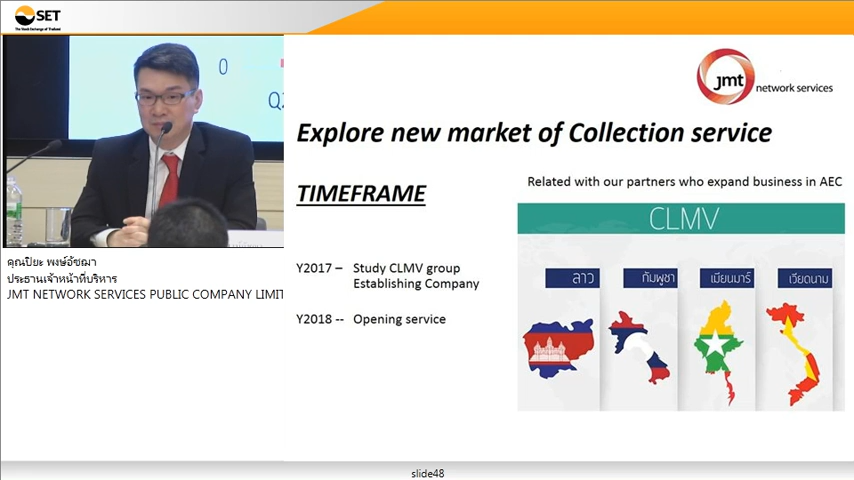 SET
The Stock Exchange of Thailand
0
คุณปิยะ พงษ์อัชฌา
ประธานเจ้าหน้าที่บริหาร
JMT NETWORK SERVICES PUBLIC COMPANY LIMIT
jmt network services
Explore new market of Collection service
TIMEFRAME
Related with our partners who expand business in AEC
CLMV
ลาว กัมพูชา เมียนมาร์ เวียดนาม
Y2017 – Study CLMV group
Establishing Company
Y2018 -- Opening service
slide48